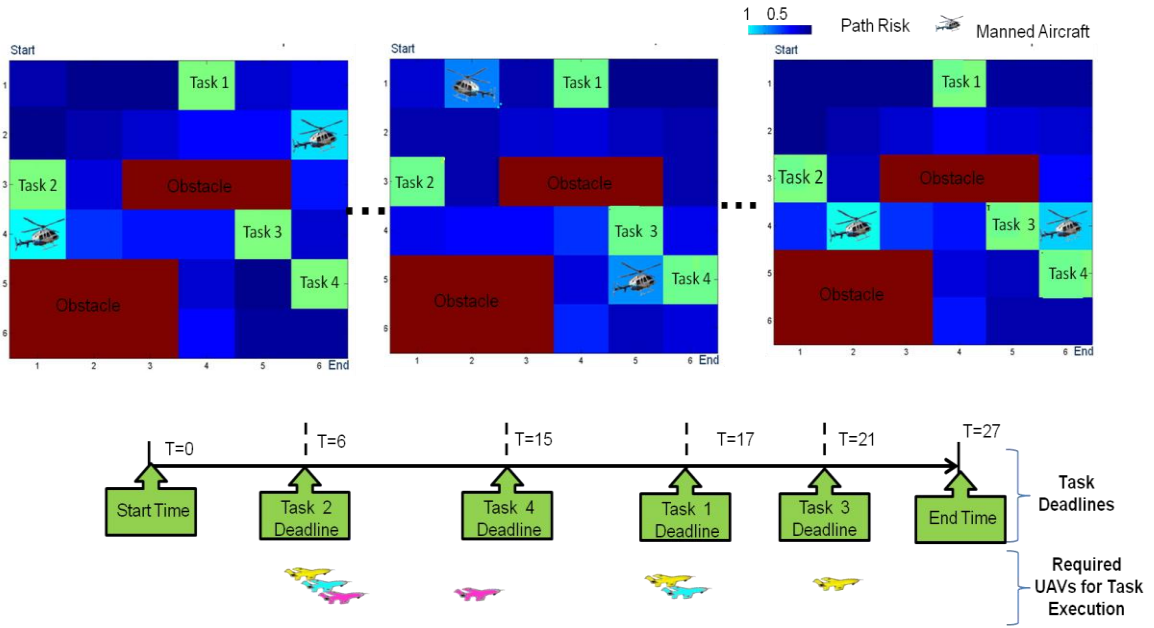 1 0.5 Path Risk Manned Aircraft
Start
Task 1
Task 2
Obstacle
Task 3
Task 4
Obstacle
1
2
3
4
5
6
1 2 3 4 5 6 End
Start
Task 1
Task 2
Obstacle
Task 3
Task 4
Obstacle
1
2
3
4
5
6
1 2 3 4 5 6 End
Start
Task 1
Task 2
Obstacle
Task 3
Task 4
Obstacle
1
2
3
4
5
6
1 2 3 4 5 6 End
T=0
T=6
T=15
T=17
T=21
T=27
Start Time
Task 2
Deadline
Task 4
Deadline
Task 1
Deadline
Task 3
Deadline
End Time
Task
Deadlines
Required
UAVs for Task
Execution